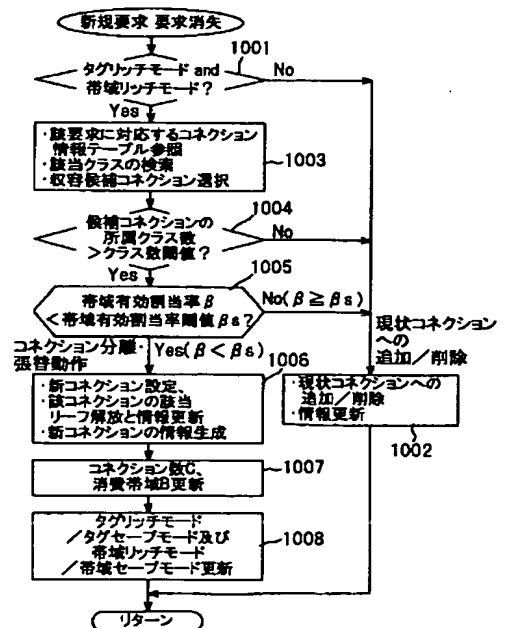 新規要求 要求消失
1001
タグリッチモード and
帯域リッチモード？
No
Yes
・該要求に対応するコネクション
情報テーブル参照
・該当クラスの検索
・収容候補コネクション選択
1003
1004
候補コネクションの
所属クラス数
＞クラス数閾値？
No
Yes
1005
帯域有効割当率β
＜帯域有効割当率閾値βs？
No(β≧βs)
コネクション分離・
張替動作
Yes(β＜βs)
現状コネクション
への
追加／削除
1006
・新コネクション設定、
・該コネクションの該当
リーフ解放と情報更新
・新コネクションの情報生成
・現状コネクションへの
追加／削除
・情報更新
1002
コネクション数C、
消費帯域B更新
1007
タグリッチモード
／タグセーブモード及び
帯域リッチモード
／帯域セーブモード更新
1008
リターン